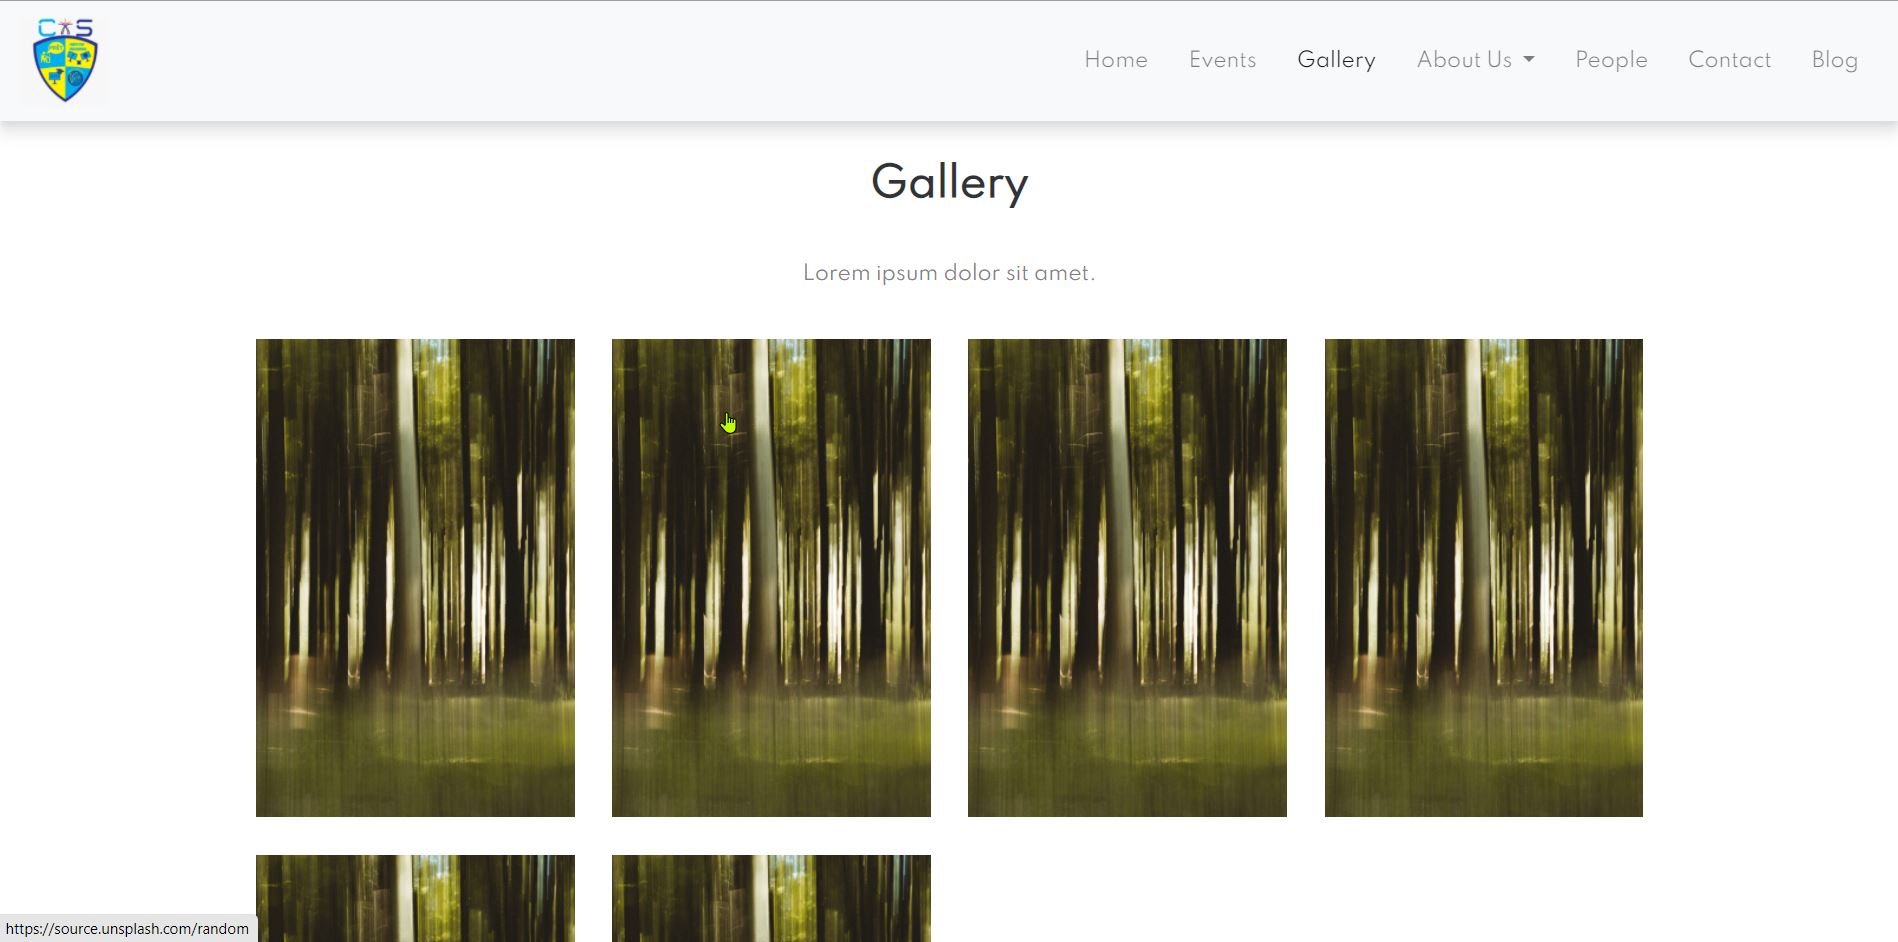 CIS
Home Events Gallery About Us People Contact Blog
Gallery
Lorem ipsum dolor sit amet.
https://source.unsplash.com/random